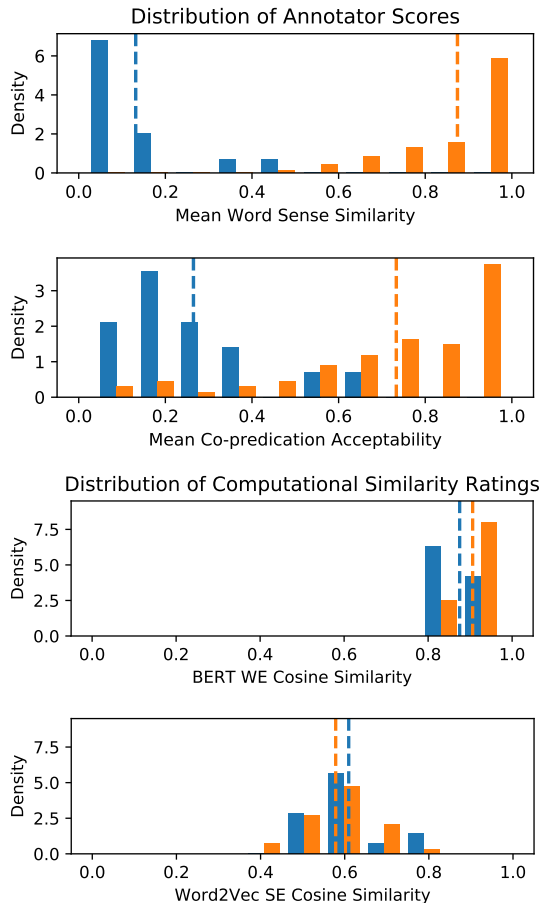 Distribution of Annotator Scores
6
4
2
0
Density
0.0 0.2 0.4 0.6 0.8 1.0
Mean Word Sense Similarity
3
2
1
0
Density
0.0 0.2 0.4 0.6 0.8 1.0
Mean Co-predication Acceptability
Distribution of Computational Similarity Ratings
7.5
5.0
2.5
0.0
Density
0.0 0.2 0.4 0.6 0.8 1.0
BERT WE Cosine Similarity
7.5
5.0
2.5
0.0
Density
0.0 0.2 0.4 0.6 0.8 1.0
Word2Vec SE Cosine Similarity